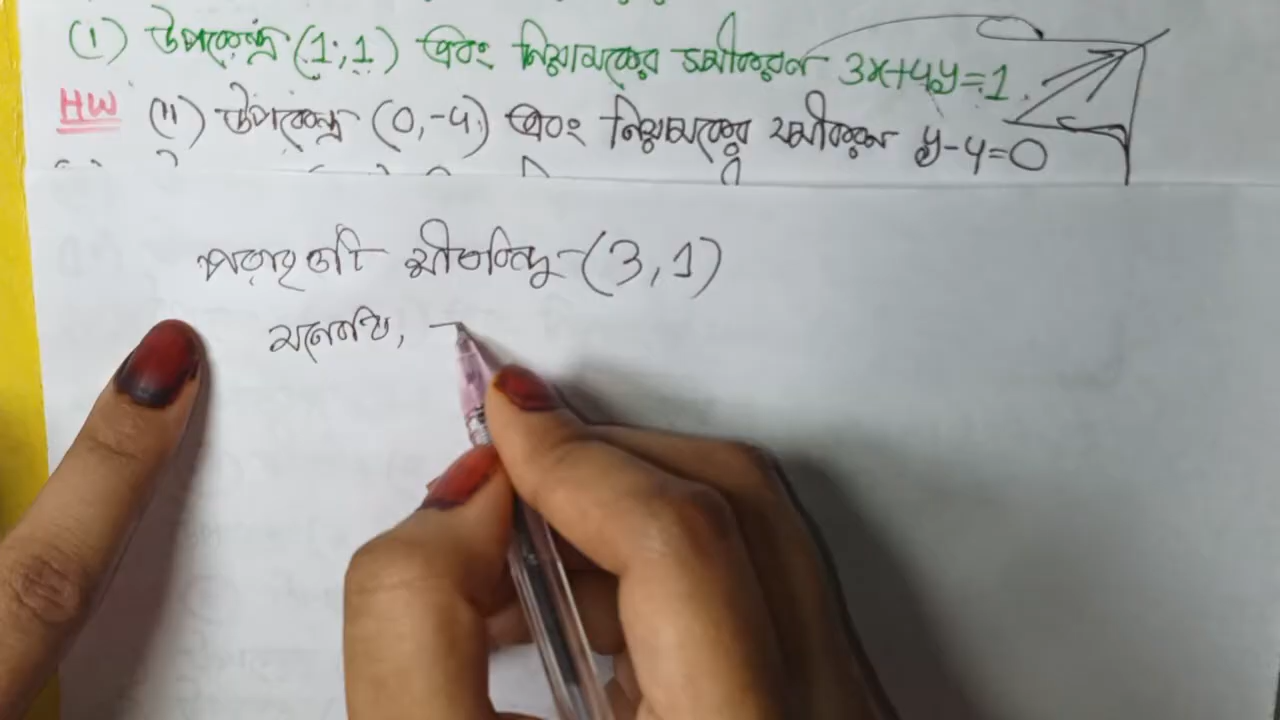 (I) উপকেন্দ্র (1,1) এবং নিয়ামকের সমীকরণ 3x+4y=1.
HW (II) উপকেন্দ্র (0,-4) এবং নিয়ামকের সমীকরণ y-4=0
পরাবৃত্তটি শীর্ষবিন্দু-(3,1)
মনেকরি,